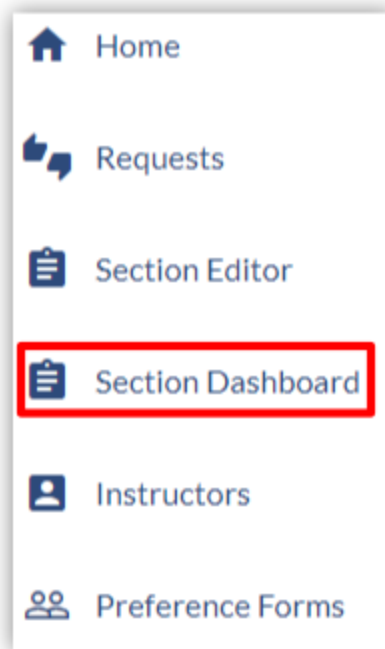 Home
Requests
Section Editor
Section Dashboard
Instructors
Preference Forms